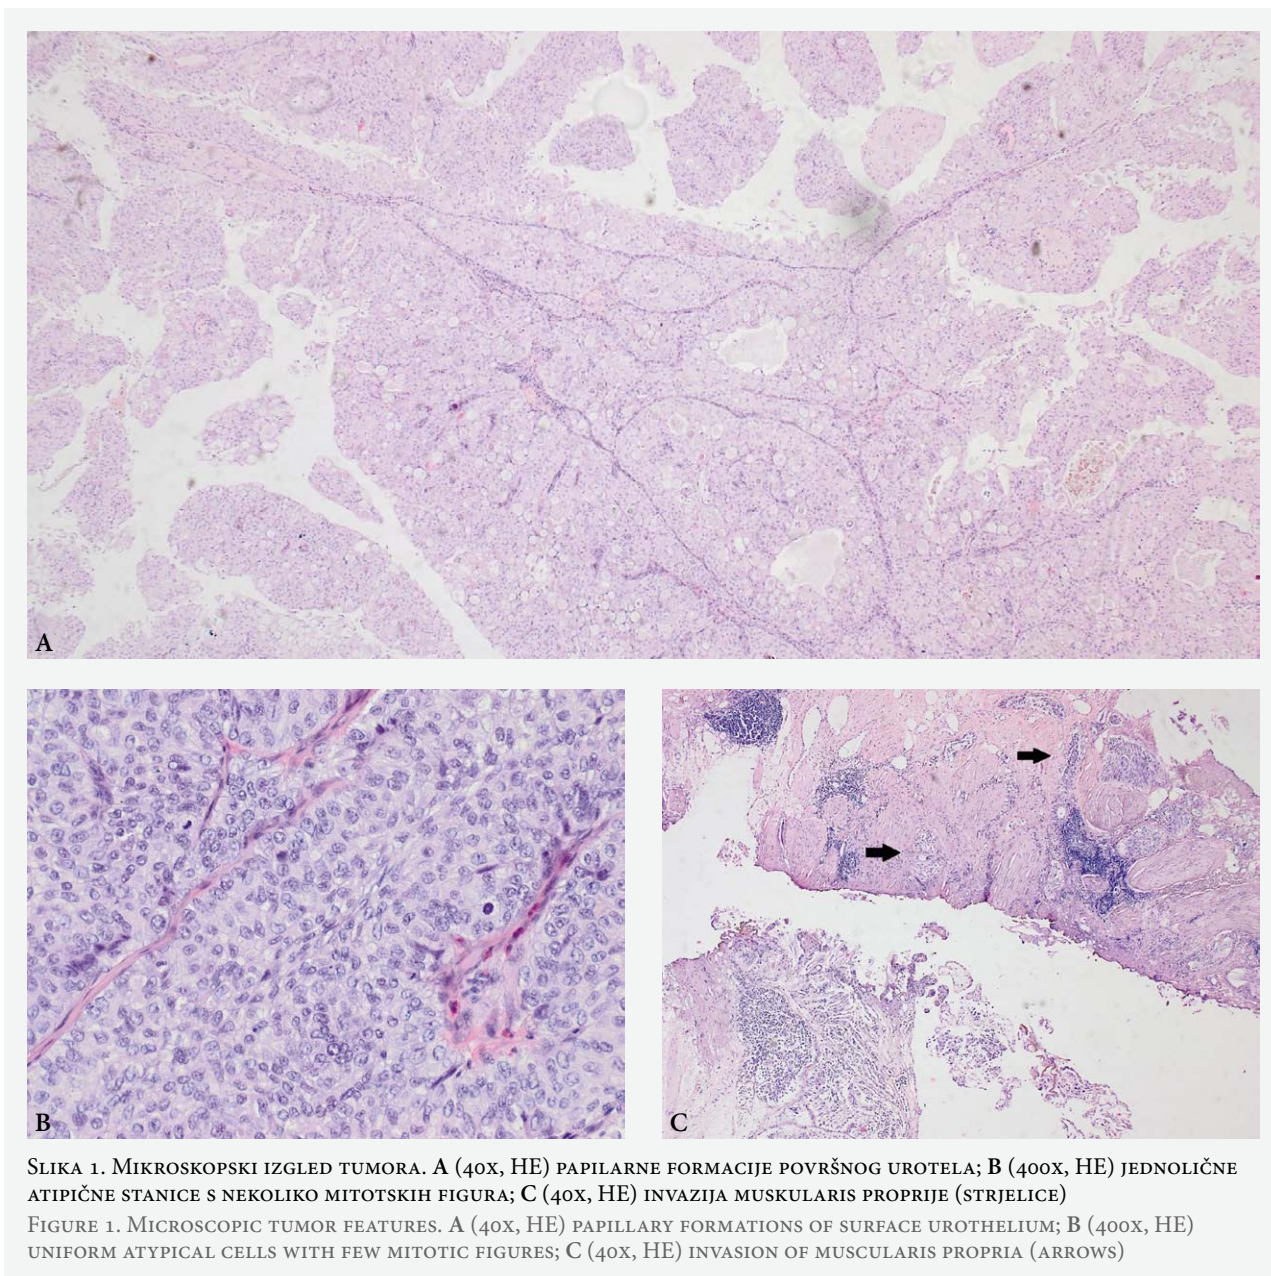 A
B
C
Slika 1. Mikroskopski izgled tumora. A (40x, HE) papilarne formacije površnog urotela; B (400x, HE) jednolične
atipične stanice s nekoliko mitotskih figura; C (40x, HE) invazija muskularis proprije (strjelice)
Figure 1. Microscopic tumor features. A (40x, HE) papillary formations of surface urothelium; B (400x, HE)
uniform atypical cells with few mitotic figures; C (40x, HE) invasion of muscularis propria (arrows)